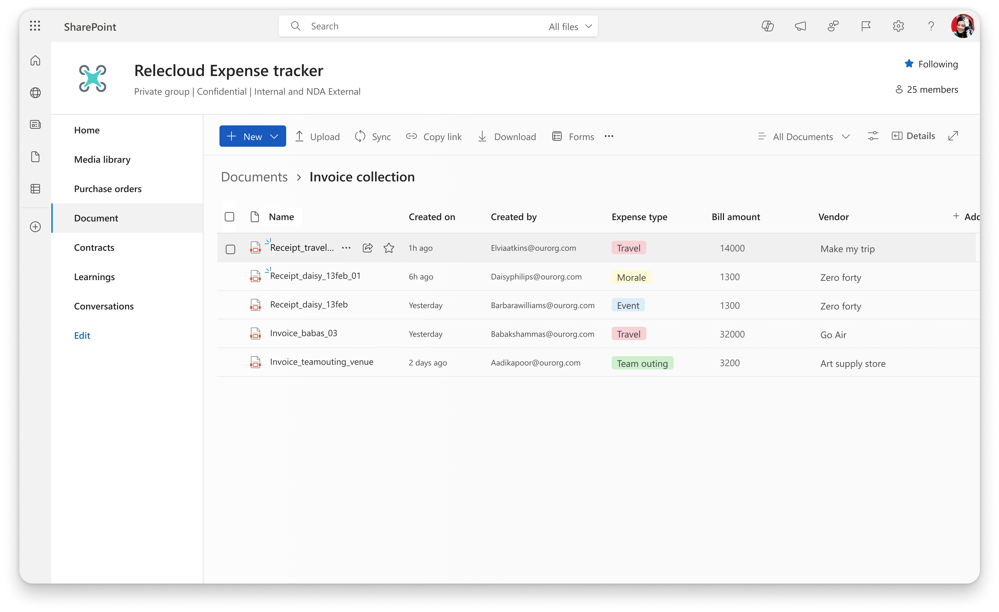 SharePoint
Search
All files
Relecloud Expense tracker
Private group | Confidential | Internal and NDA External
Following
25 members
Home
Media library
Purchase orders
Document
Contracts
Learnings
Conversations
Edit
New
Upload
Sync
Copy link
Download
Forms
All Documents
Details
Documents > Invoice collection
Name Created on Created by Expense type Bill amount Vendor + Add
Receipt_travel... 1h ago Elviaatkins@ourorg.com Travel 14000 Make my trip
Receipt_daisy_13feb_01 6h ago Daisyphilips@ourorg.com Morale 1300 Zero forty
Receipt_daisy_13feb Yesterday Barbarawilliams@ourorg.com Event 1300 Zero forty
Invoice_babas_03 Yesterday Babakshammas@ourorg.com Travel 32000 Go Air
Invoice_teamouting_venue 2 days ago Aadikapoor@ourorg.com Team outing 3200 Art supply store